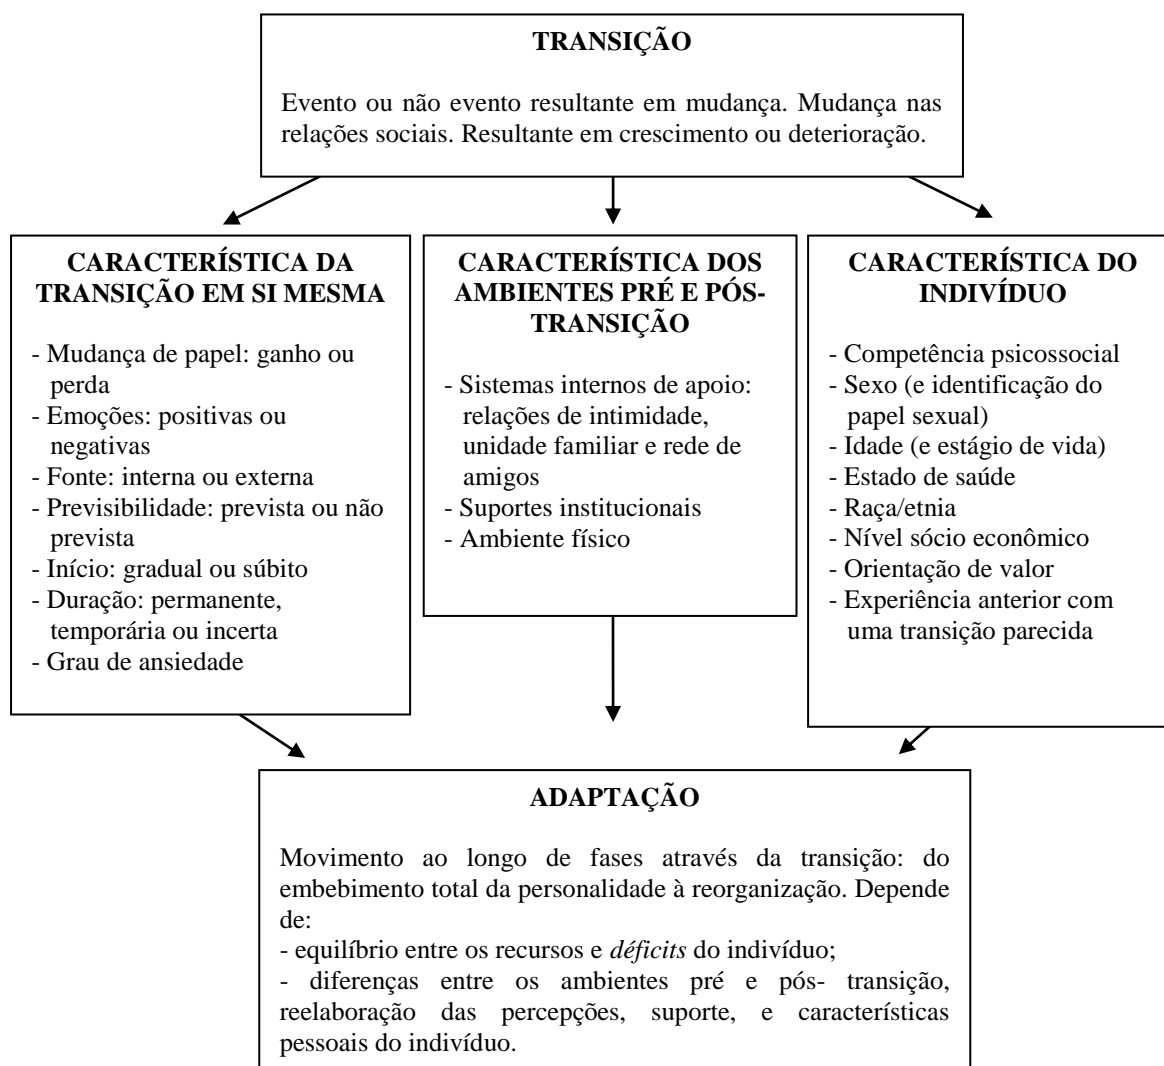 TRANSIÇÃO
Evento ou não evento resultante em mudança. Mudança nas
relações sociais. Resultante em crescimento ou deterioração.
CARACTERÍSTICA DA
TRANSIÇÃO EM SI MESMA
- Mudança de papel: ganho ou
perda
- Emoções: positivas ou
negativas
- Fonte: interna ou externa
- Previsibilidade: prevista ou não
prevista
- Início: gradual ou súbito
- Duração: permanente,
temporária ou incerta
- Grau de ansiedade
CARACTERÍSTICA DOS
AMBIENTES PRÉ E PÓS-
TRANSIÇÃO
- Sistemas internos de apoio:
relações de intimidade,
unidade familiar e rede de
amigos
- Suportes institucionais
- Ambiente físico
CARACTERÍSTICA DO
INDIVÍDUO
- Competência psicossocial
- Sexo (e identificação do
papel sexual)
- Idade (e estágio de vida)
- Estado de saúde
- Raça/etnia
- Nível sócio econômico
- Orientação de valor
- Experiência anterior com
uma transição parecida
ADAPTAÇÃO
Movimento ao longo de fases através da transição: do
embebimento total da personalidade à reorganização. Depende
de:
- equilíbrio entre os recursos e déficits do indivíduo;
- diferenças entre os ambientes pré e pós- transição,
reelaboração das percepções, suporte, e características
pessoais do indivíduo.